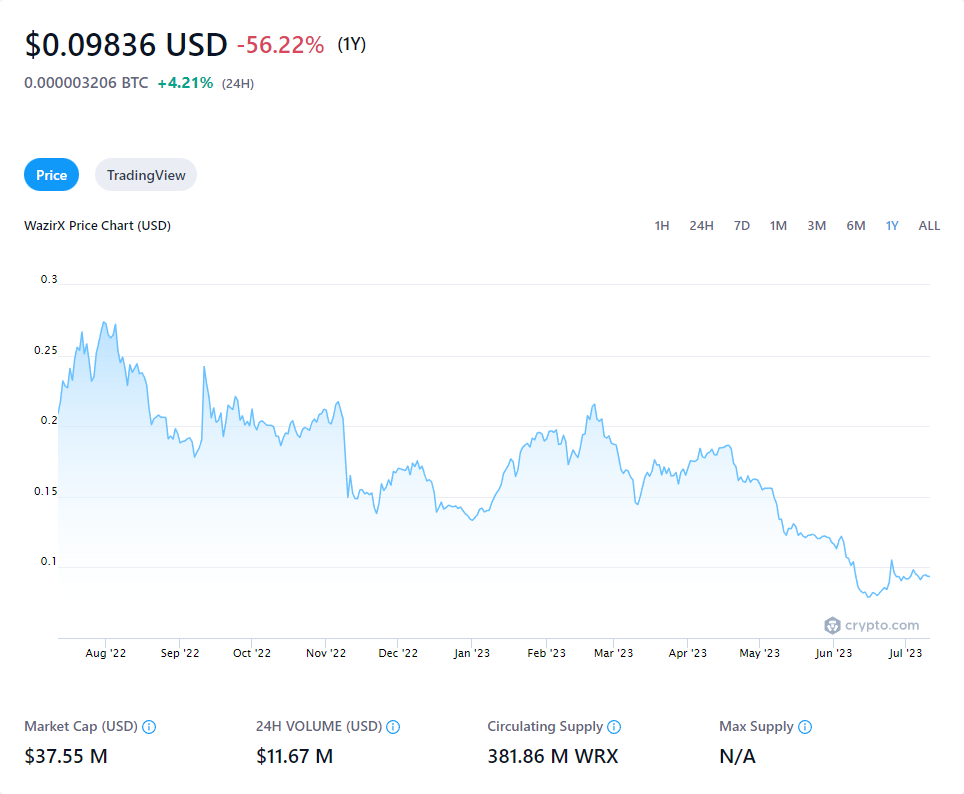 $0.09836 USD -56.22% (1Y)
0.000003206 BTC +4.21% (24H)
Price TradingView
WazirX Price Chart (USD) 1H 24H 7D 1M 3M 6M 1Y ALL
0.3
0.25
0.2
0.15
0.1
crypto.com
Aug '22 Sep '22 Oct '22 Nov '22 Dec '22 Jan '23 Feb '23 Mar '23 Apr '23 May '23 Jun '23 Jul '23
Market Cap (USD) 24H VOLUME (USD) Circulating Supply Max Supply
$37.55 M $11.67 M 381.86 M WRX N/A